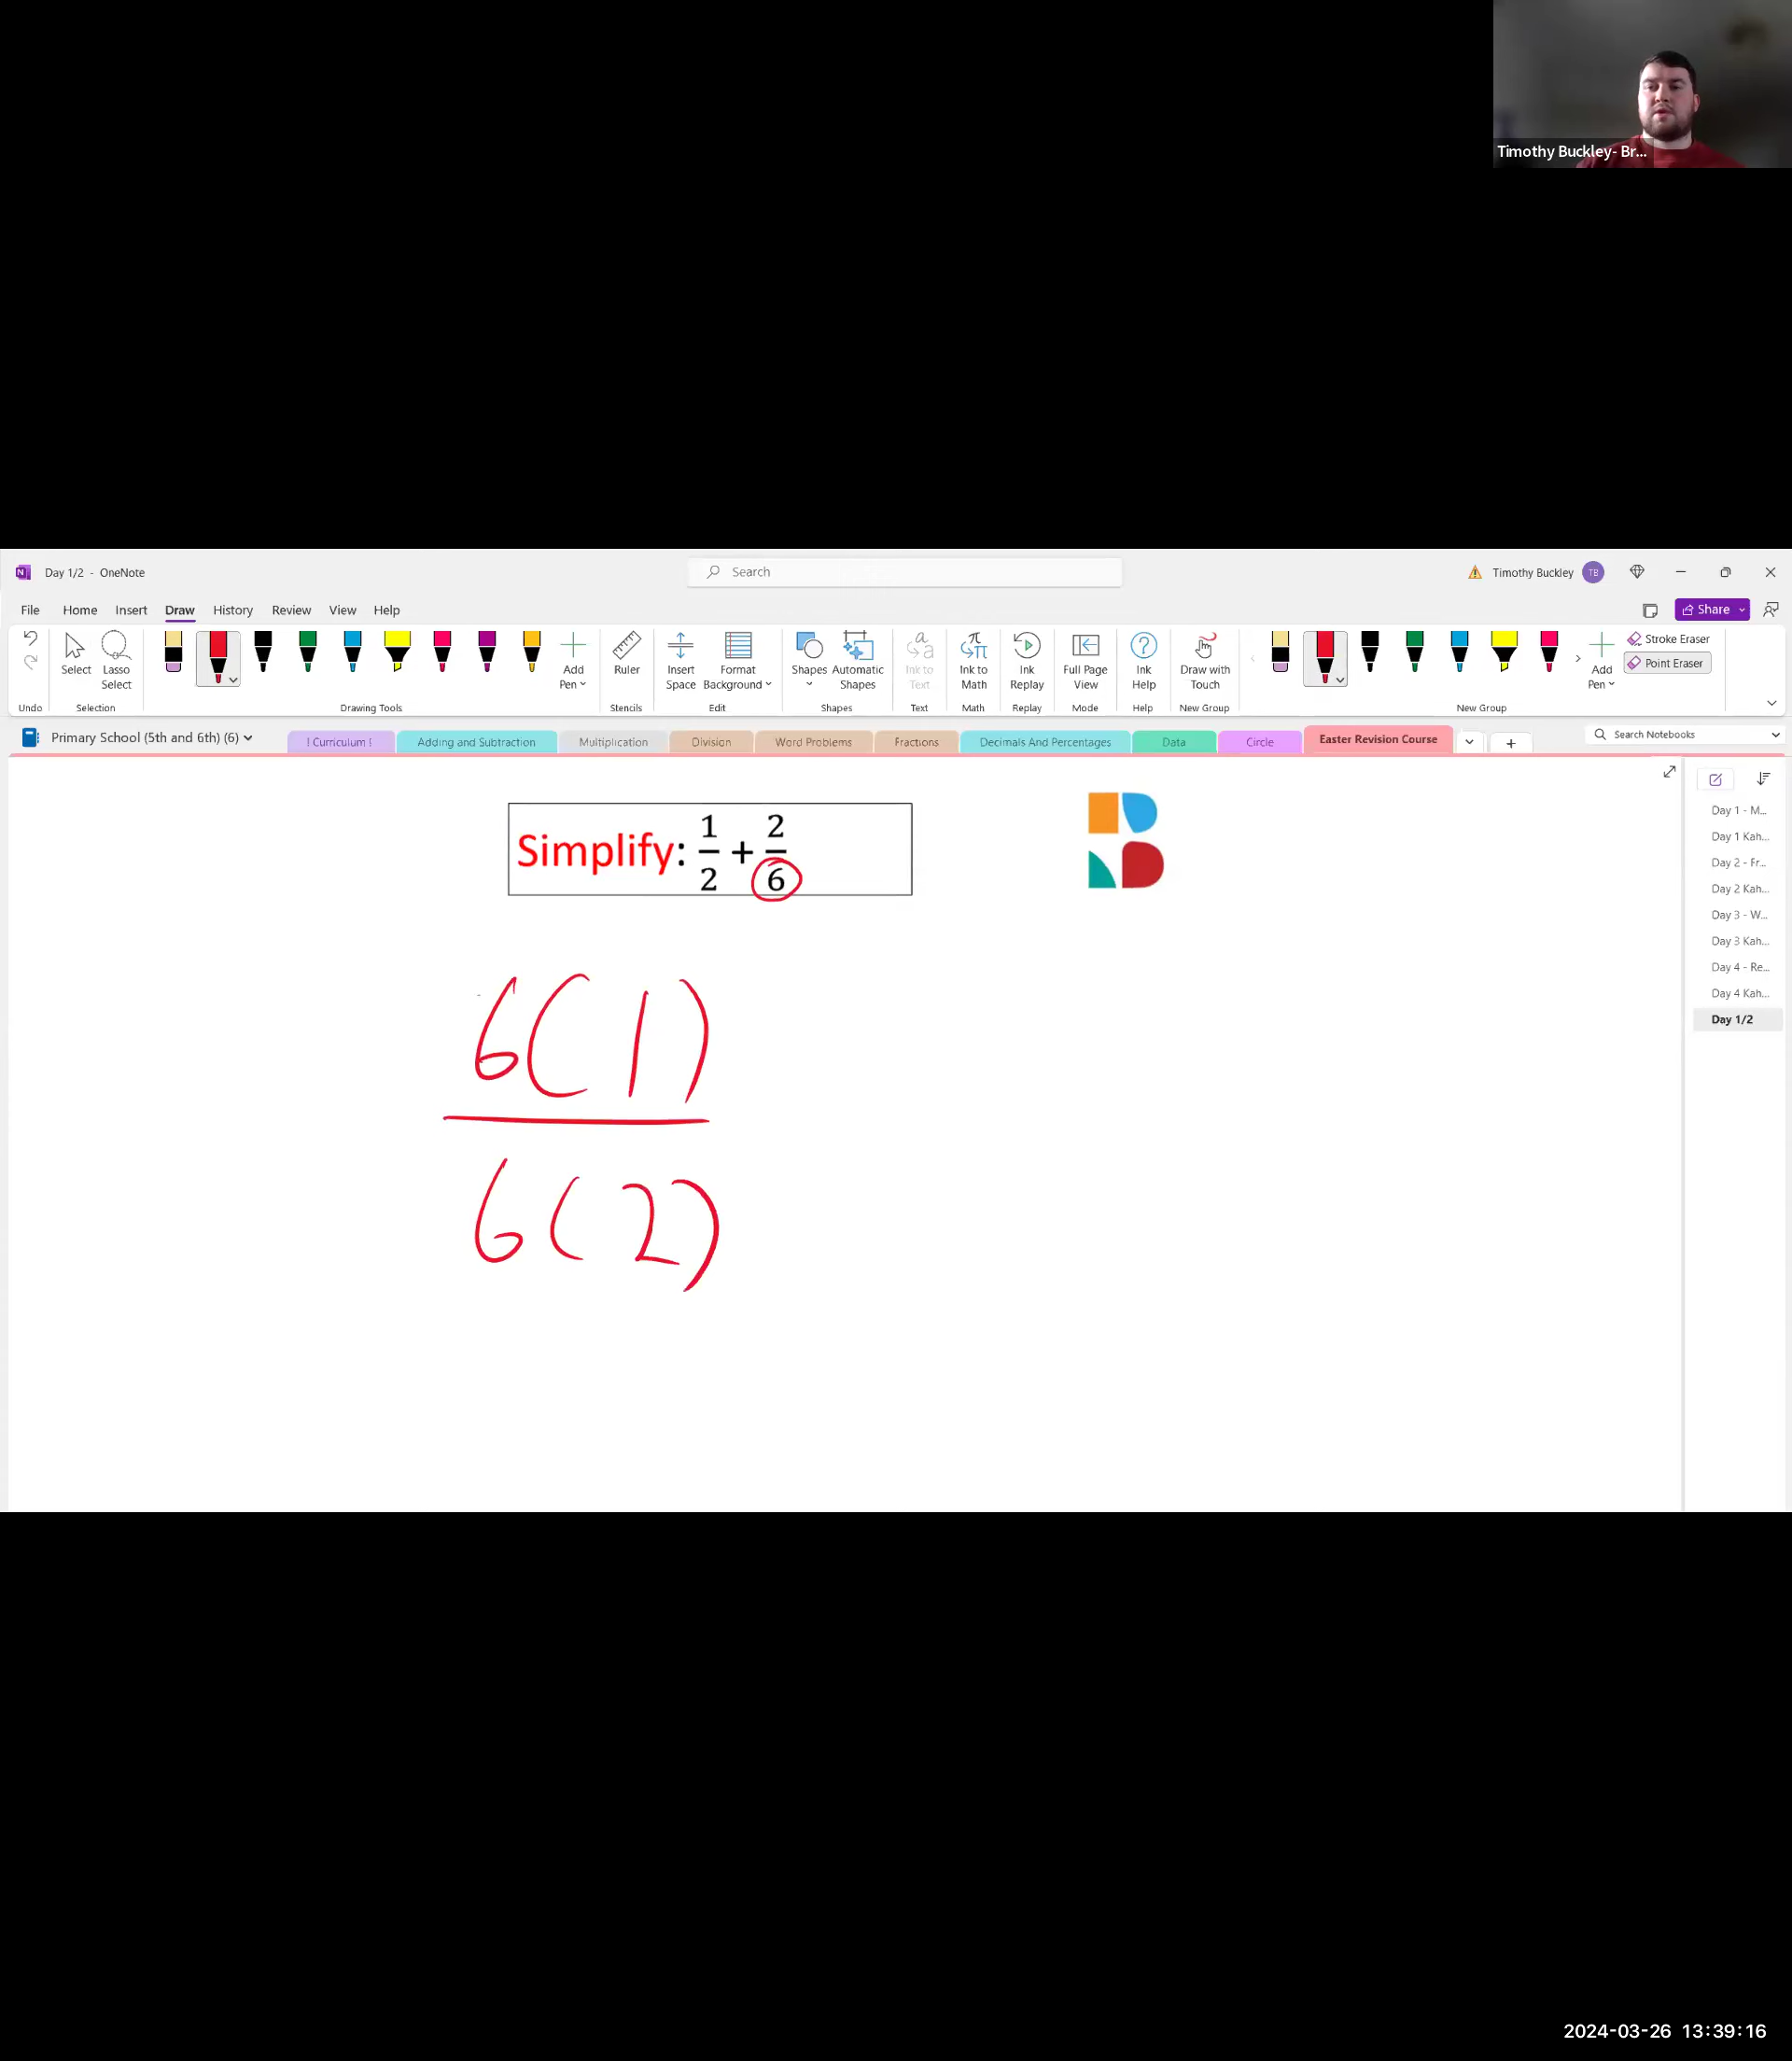 Timothy Buckley- Br...
Day 1/2 - OneNote
Search
Timothy Buckley TB
File Home Insert Draw History Review View Help
Share
Undo
Select
Lasso Select
Selection
Drawing Tools
Add Pen
Ruler
Stencils
Insert Space
Format Background
Edit
Shapes
Automatic Shapes
Shapes
Ink to Text
Text
Ink to Math
Math
Ink Replay
Replay
Full Page View
Mode
Ink Help
Help
Draw with Touch
New Group
Add Pen
Stroke Eraser
Point Eraser
New Group
Primary School (5th and 6th) (6)
! Curriculum !
Adding and Subtraction
Multiplication
Division
Word Problems
Fractions
Decimals And Percentages
Data
Circle
Easter Revision Course
+
Search Notebooks
Simplify: 1/2 + 2/6
6(1)
6(2)
Day 1 - M...
Day 1 Kah...
Day 2 - Fr...
Day 2 Kah...
Day 3 - W...
Day 3 Kah...
Day 4 - Re...
Day 4 Kah...
Day 1/2
2024-03-26 13:39:16